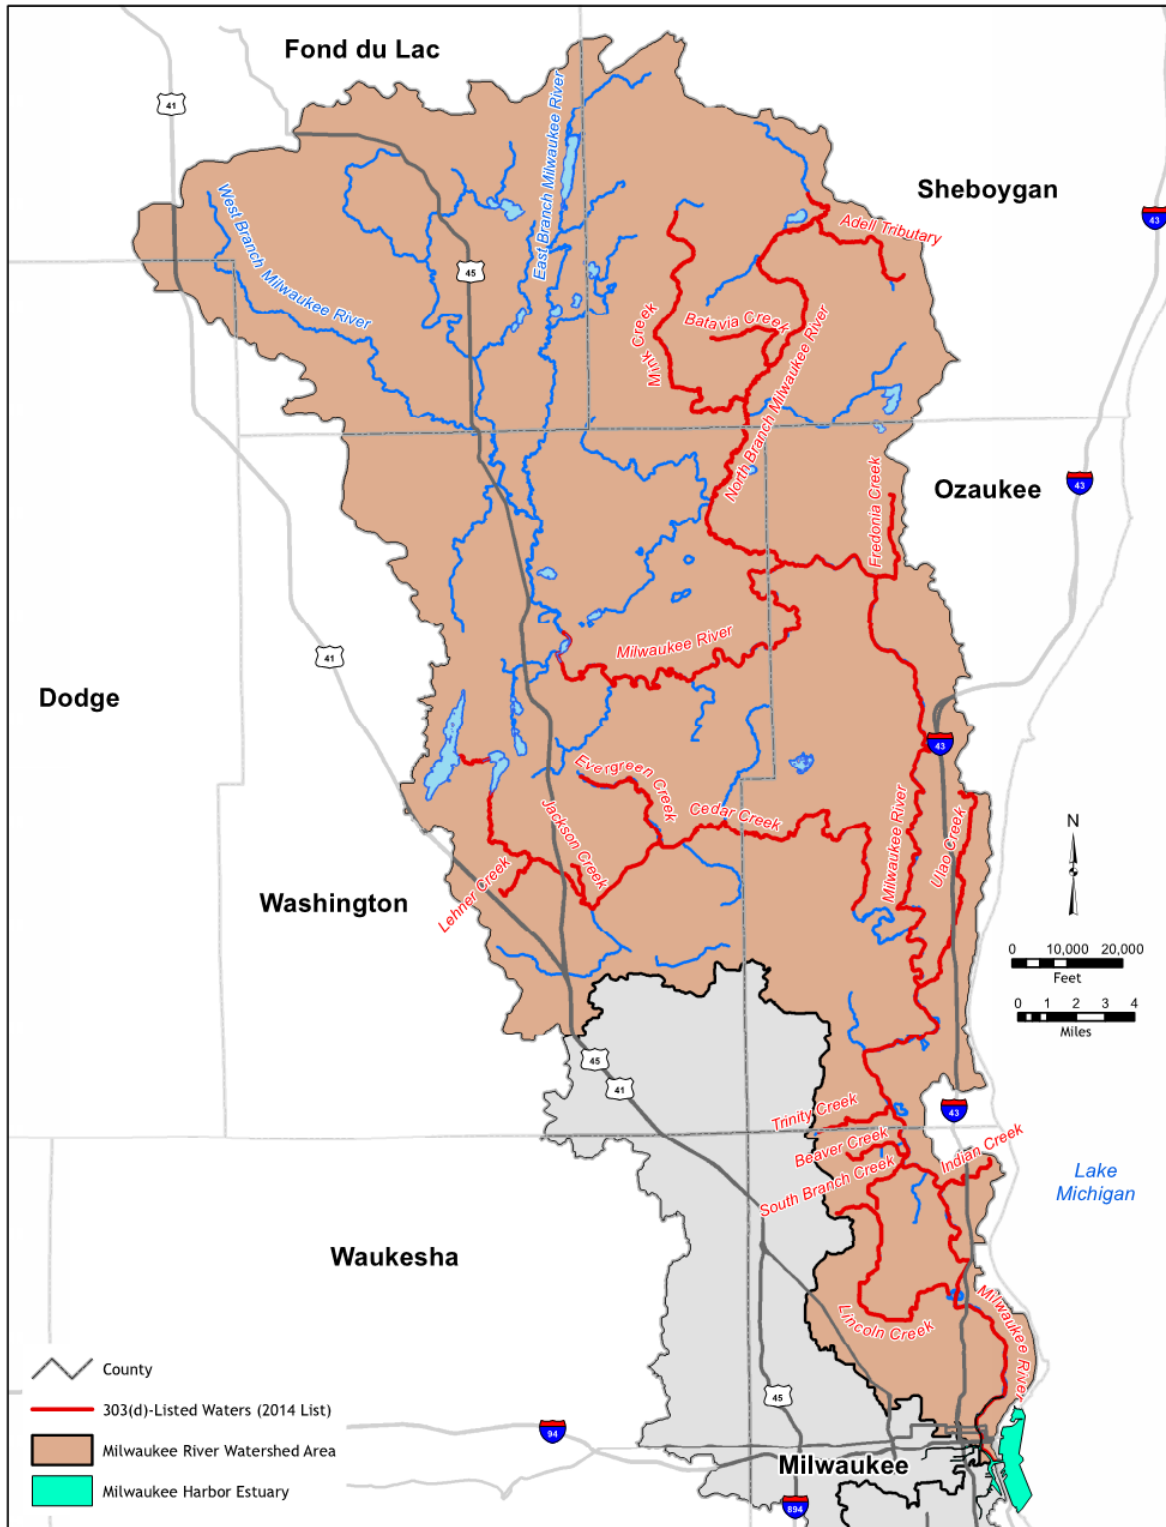 Fond du Lac
41
East Branch Milwaukee River
Sheboygan
West Branch Milwaukee River
43
Adell Tributary
45
Mink Creek
Batavia Creek
North Branch Milwaukee River
Fredonia Creek
Ozaukee
43
Milwaukee River
41
Dodge
43
Evergreen Creek
Cedar Creek
Jackson Creek
Milwaukee River
Ulao Creek
N
Lehner Creek
Washington
0 10,000 20,000
Feet
0 1 2 3 4
Miles
45
41
43
Trinity Creek
Beaver Creek
Indian Creek
South Branch Creek
Lake
Michigan
Waukesha
Lincoln Creek
Milwaukee River
County
303(d)-Listed Waters (2014 List)
45
94
Milwaukee River Watershed Area
Milwaukee
Milwaukee Harbor Estuary
894